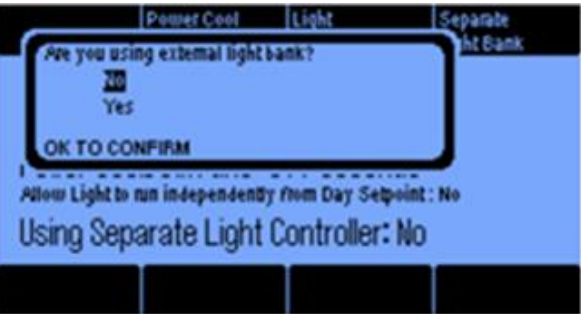 Power Cool Light Separate
ht Bank
Are you using external light bank?
No
Yes
OK TO CONFIRM
Allow Light to run independently from Day Setpoint : No
Using Separate Light Controller: No